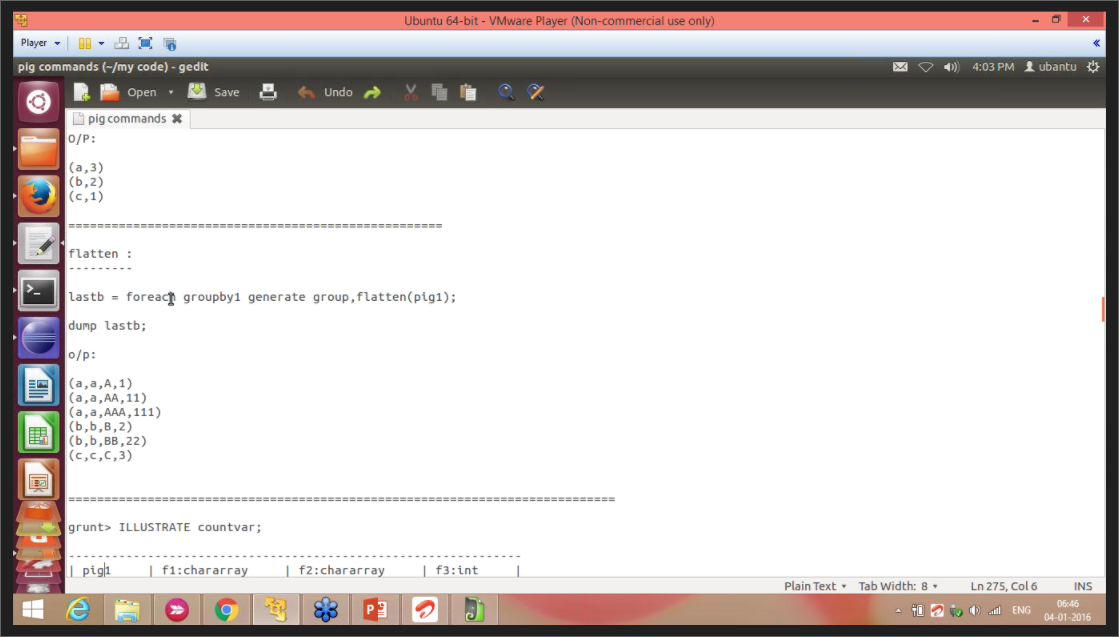 Ubuntu 64-bit - VMware Player (Non-commercial use only)
Player
pig commands (~/my code) - gedit
4:03 PM ubantu
Open Save Undo
pig commands
O/P:
(a,3)
(b,2)
(c,1)
====================================================
flatten :
---------
lastb = foreach groupby1 generate group,flatten(pig1);
dump lastb;
o/p:
(a,a,A,1)
(a,a,AA,11)
(a,a,AAA,111)
(b,b,B,2)
(b,b,BB,22)
(c,c,C,3)
============================================================================
grunt> ILLUSTRATE countvar;
---------------------------------------------------------------
| pig1 | f1:chararray | f2:chararray | f3:int |
Plain Text Tab Width: 8 Ln 275, Col 6 INS
ENG
06:46
04-01-2016